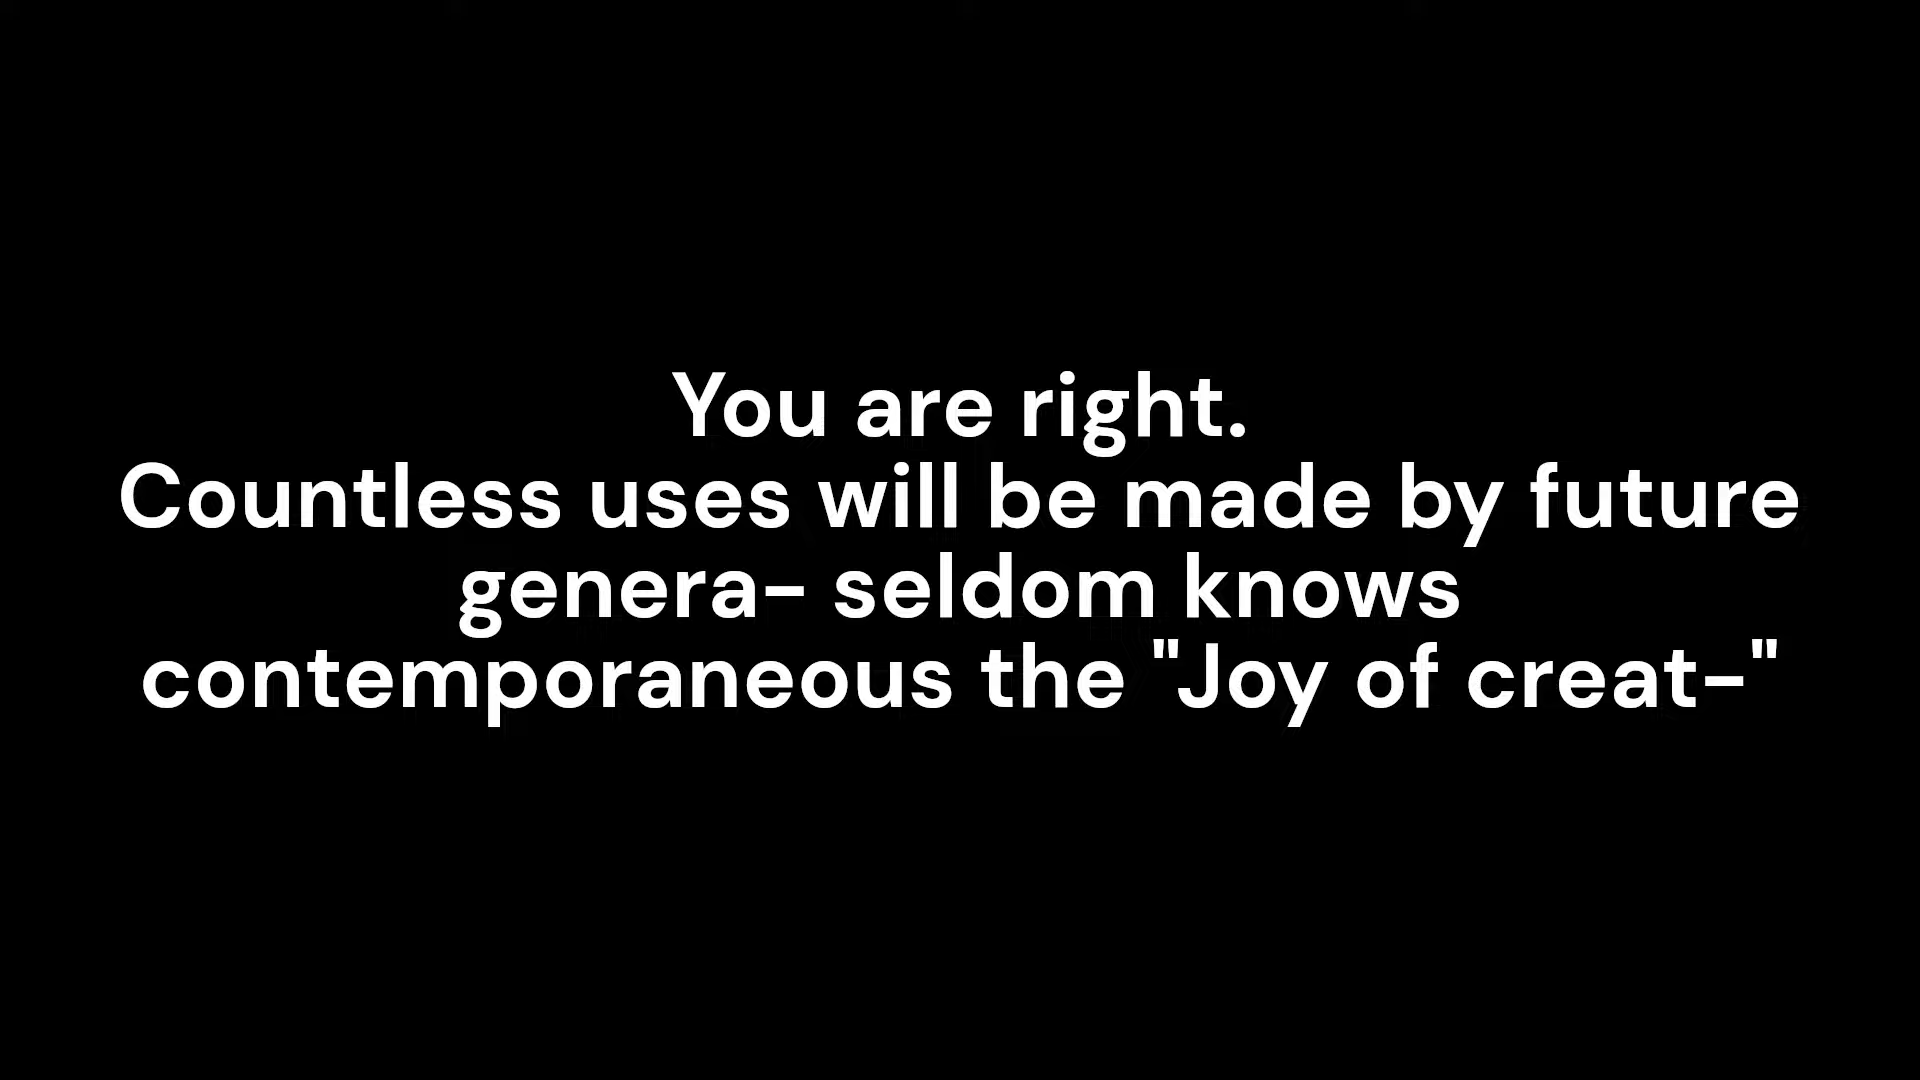 You are right.
Countless uses will be made by future
genera- seldom knows
contemporaneous the "Joy of creat-"